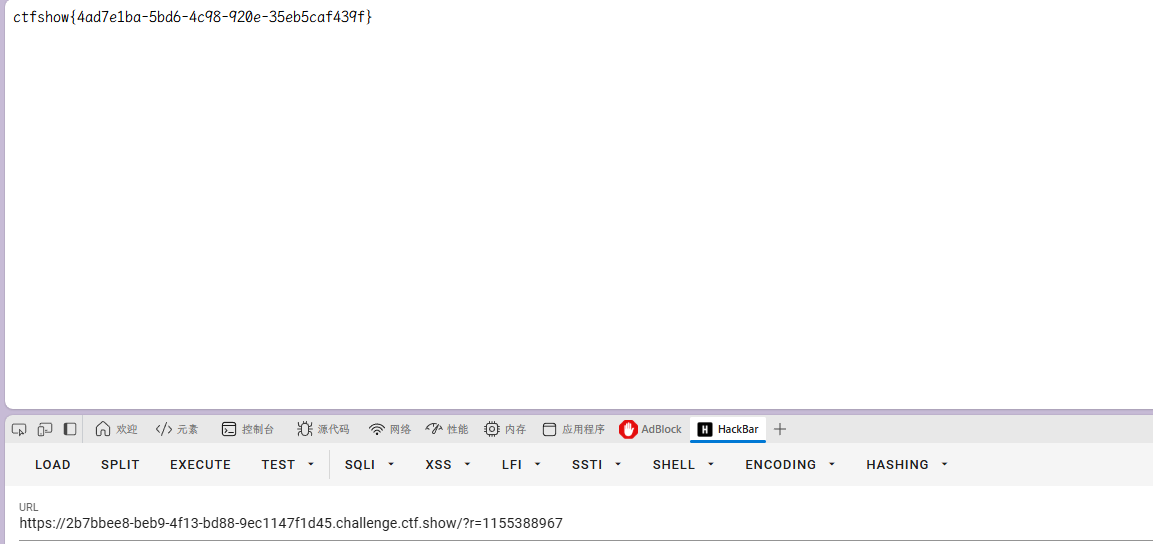 ctfshow{4ad7e1ba-5bd6-4c98-920e-35eb5caf439f}
欢迎 元素 控制台 源代码 网络 性能 内存 应用程序 AdBlock H HackBar
LOAD SPLIT EXECUTE TEST SQLI XSS LFI SSTI SHELL ENCODING HASHING
URL
https://2b7bbee8-beb9-4f13-bd88-9ec1147f1d45.challenge.ctf.show/?r=1155388967